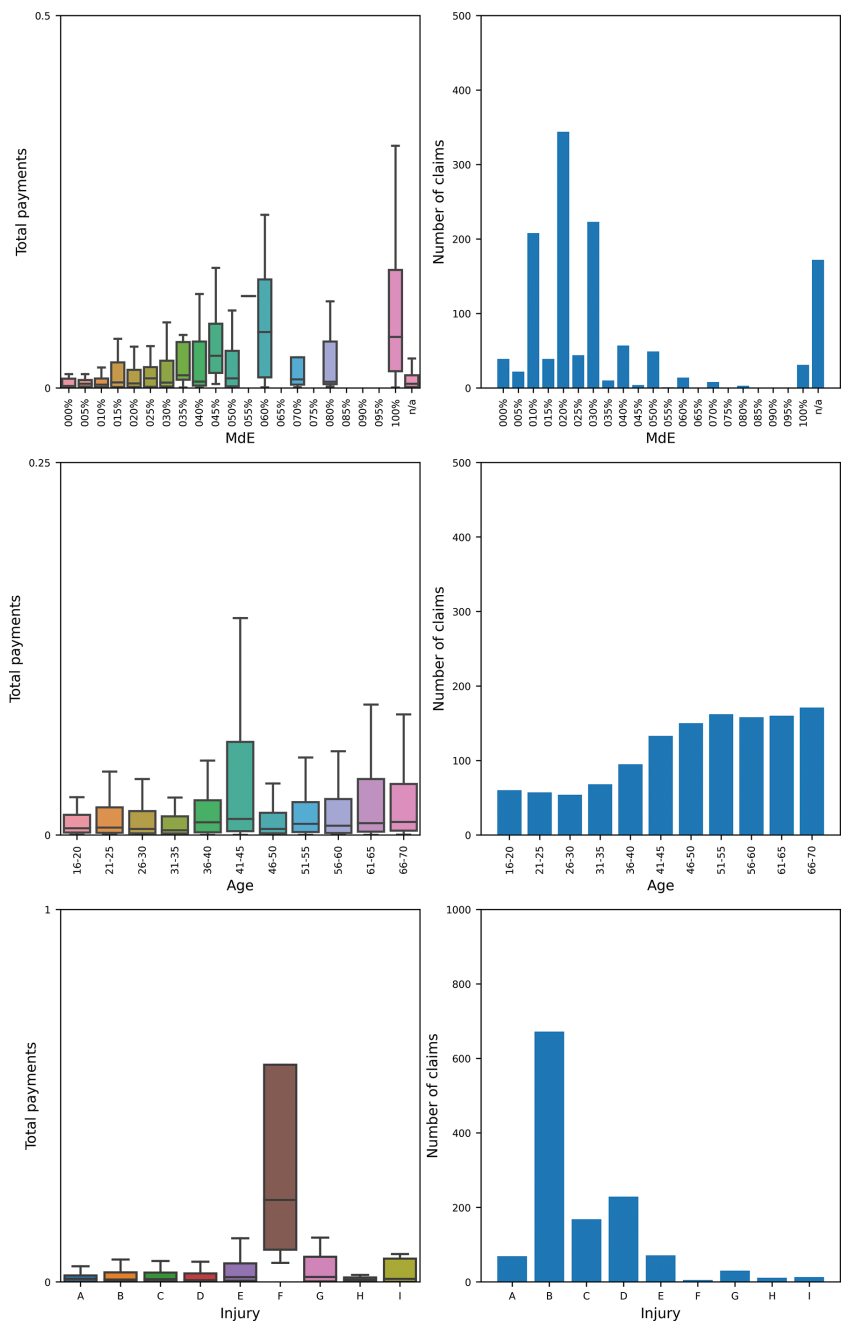 0.5
Total payments
0
000% 005% 010% 015% 020% 025% 030% 035% 040% 045% 050% 055% 060% 065% 070% 075% 080% 085% 090% 095% 100% n/a
MdE
500
400
300
200
100
0
Number of claims
000% 005% 010% 015% 020% 025% 030% 035% 040% 045% 050% 055% 060% 065% 070% 075% 080% 085% 090% 095% 100% n/a
MdE
0.25
Total payments
0
16-20 21-25 26-30 31-35 36-40 41-45 46-50 51-55 56-60 61-65 66-70
Age
500
400
300
200
100
0
Number of claims
16-20 21-25 26-30 31-35 36-40 41-45 46-50 51-55 56-60 61-65 66-70
Age
1
Total payments
0
A B C D E F G H I
Injury
1000
800
600
400
200
0
Number of claims
A B C D E F G H I
Injury